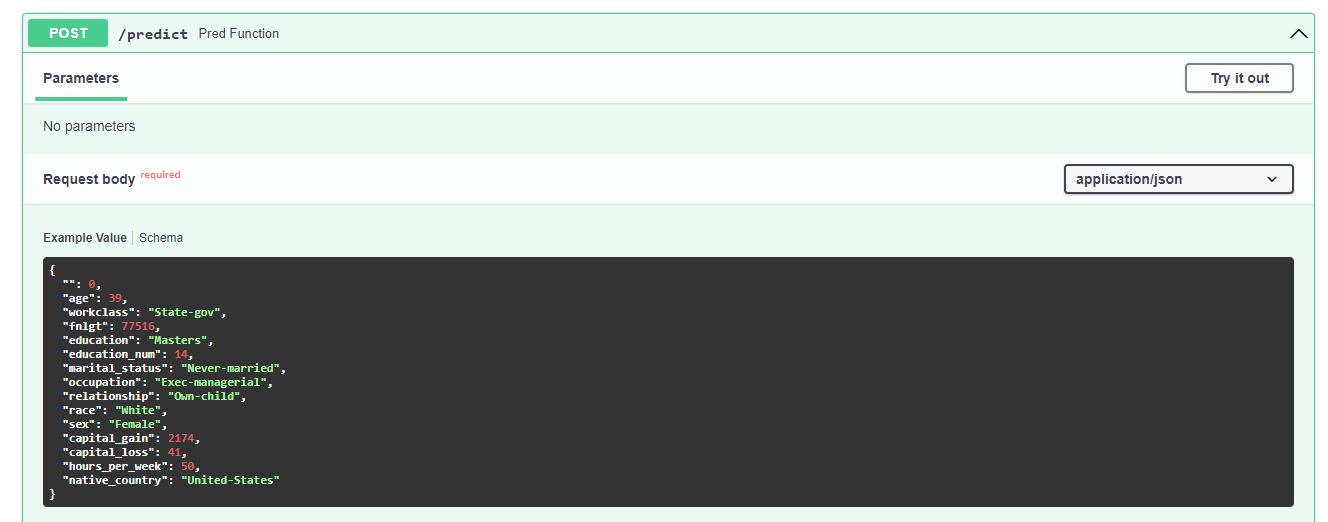 POST /predict Pred Function
Parameters Try it out
No parameters
Request body required application/json
Example Value Schema
{
  "": 0,
  "age": 39,
  "workclass": "State-gov",
  "fnlgt": 77516,
  "education": "Masters",
  "education_num": 14,
  "marital_status": "Never-married",
  "occupation": "Exec-managerial",
  "relationship": "Own-child",
  "race": "White",
  "sex": "Female",
  "capital_gain": 2174,
  "capital_loss": 41,
  "hours_per_week": 50,
  "native_country": "United-States"
}